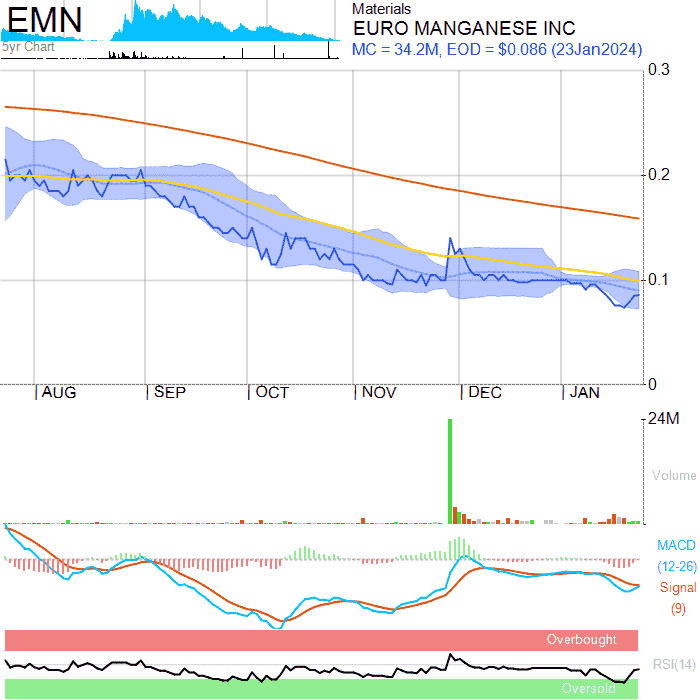 EMN
5yr Chart
Materials
EURO MANGANESE INC
MC = 34.2M, EOD = $0.086 (23Jan2024)
0.3
0.2
0.1
0
AUG SEP OCT NOV DEC JAN
24M
Volume
MACD
(12-26)
Signal
(9)
Overbought
RSI(14)
Oversold